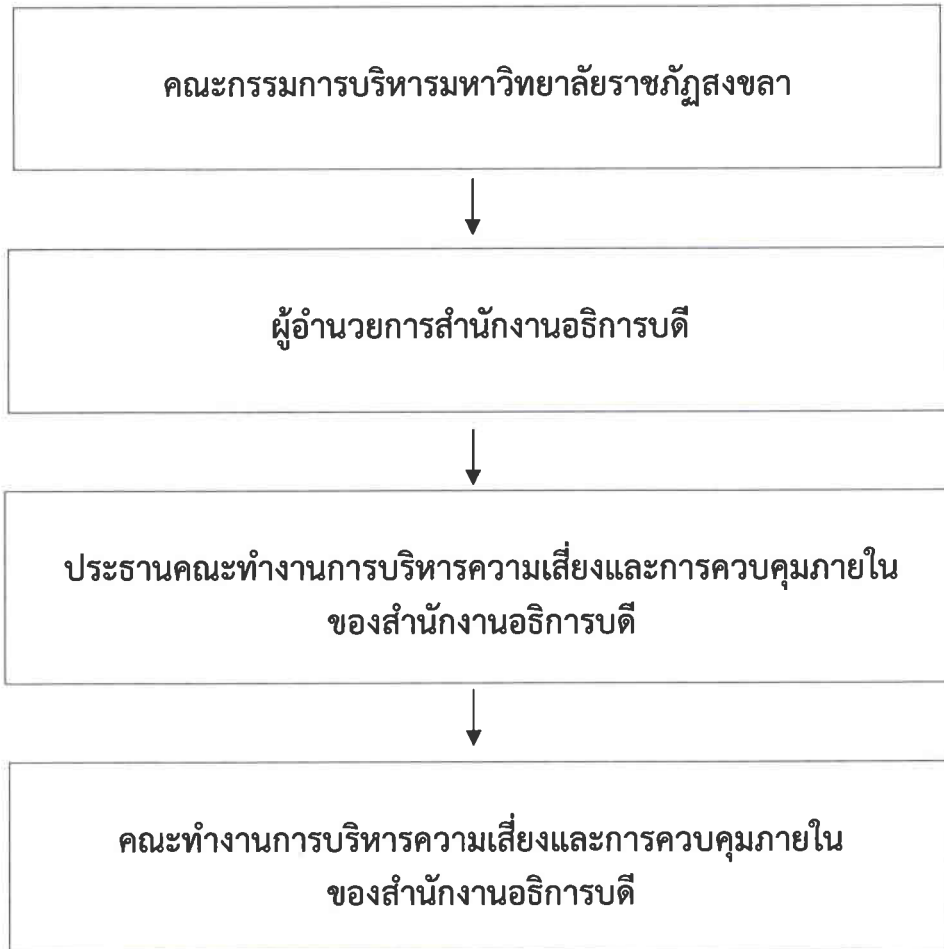 คณะกรรมการบริหารมหาวิทยาลัยราชภัฏสงขลา
ผู้อำนวยการสำนักงานอธิการบดี
ประธานคณะทำงานการบริหารความเสี่ยงและการควบคุมภายใน
ของสำนักงานอธิการบดี
คณะทำงานการบริหารความเสี่ยงและการควบคุมภายใน
ของสำนักงานอธิการบดี